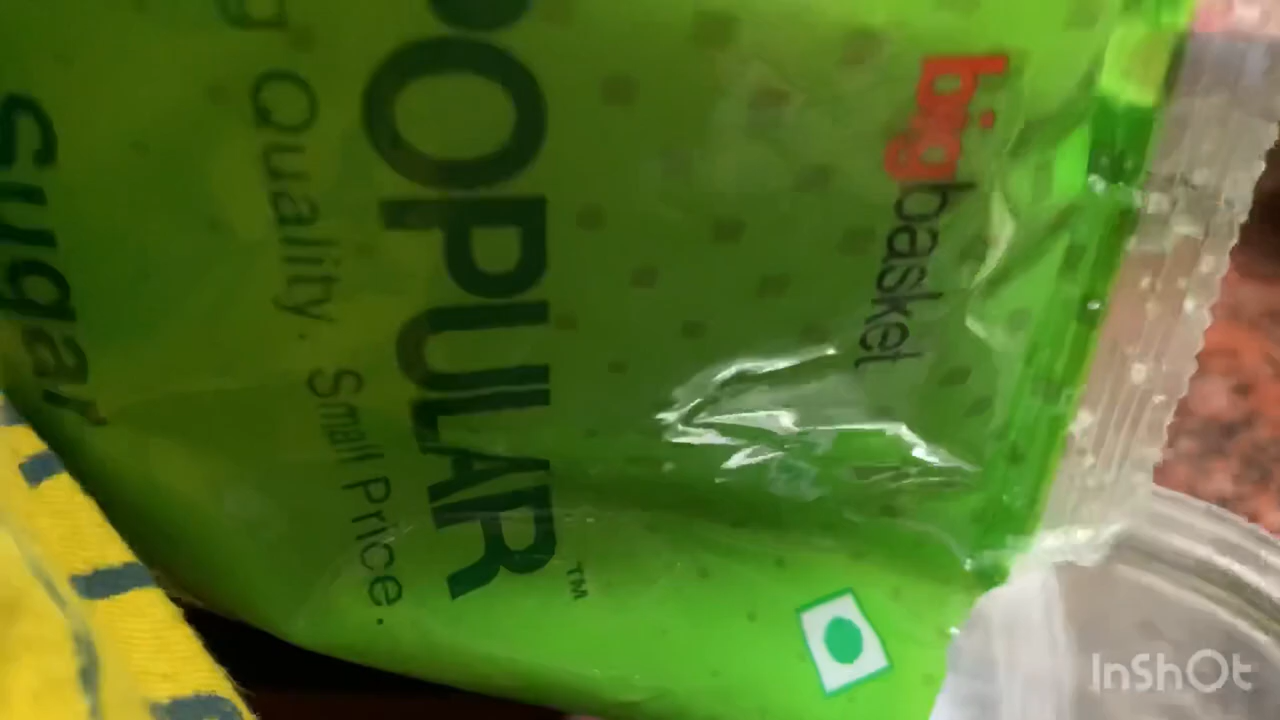 bigbasket
OPULAR™
g Quality. Small Price.
Sugar
InShOt